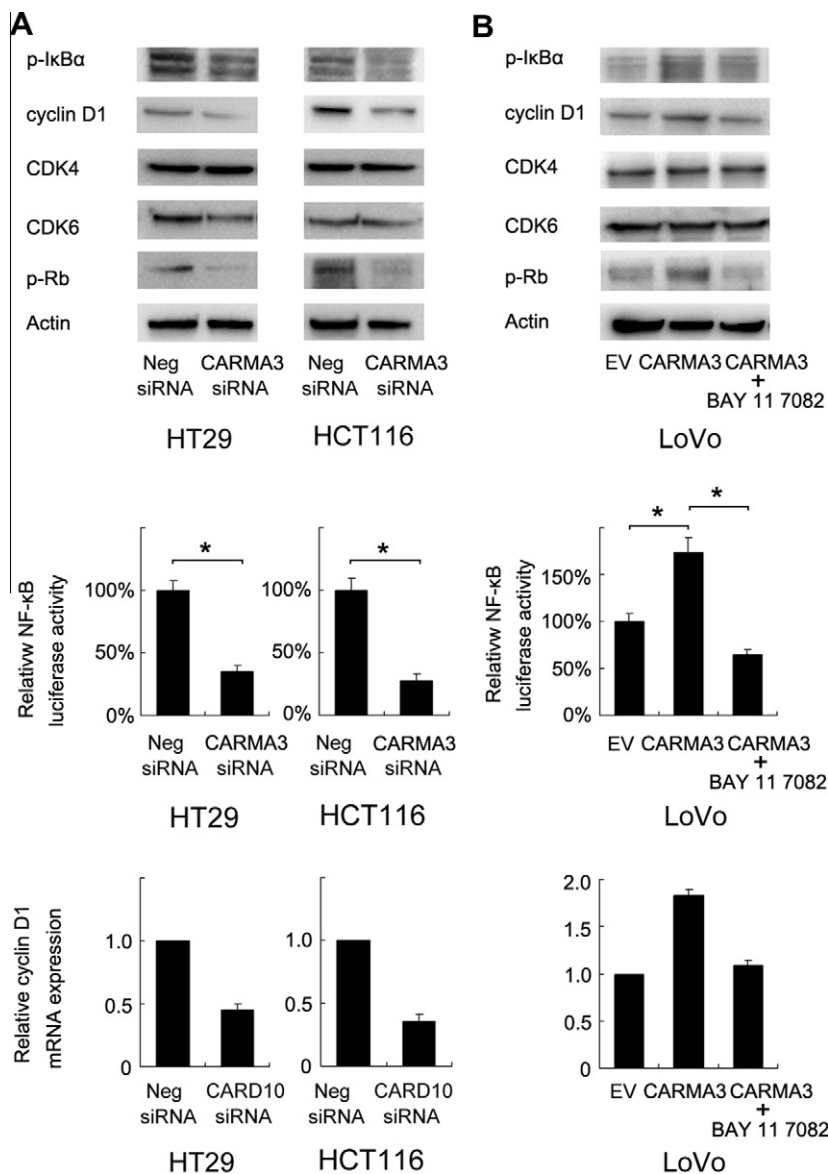 A
p-IκBα
cyclin D1
CDK4
CDK6
p-Rb
Actin
Neg siRNA
CARMA3 siRNA
HT29
Neg siRNA
CARMA3 siRNA
HCT116
B
p-IκBα
cyclin D1
CDK4
CDK6
p-Rb
Actin
EV CARMA3 CARMA3
+
BAY 11 7082
LoVo
Relativw NF-κB
luciferase activity
100%
50%
0%
*
Neg siRNA
CARMA3 siRNA
HT29
*
100%
50%
0%
Neg siRNA
CARMA3 siRNA
HCT116
Relativw NF-κB
luciferase activity
150%
100%
50%
0%
*
*
EV CARMA3 CARMA3
+
BAY 11 7082
LoVo
Relative cyclin D1
mRNA expression
1.0
0.5
0
Neg siRNA
CARD10 siRNA
HT29
1.0
0.5
0
Neg siRNA
CARD10 siRNA
HCT116
2.0
1.5
1.0
0.5
0
EV CARMA3 CARMA3
+
BAY 11 7082
LoVo